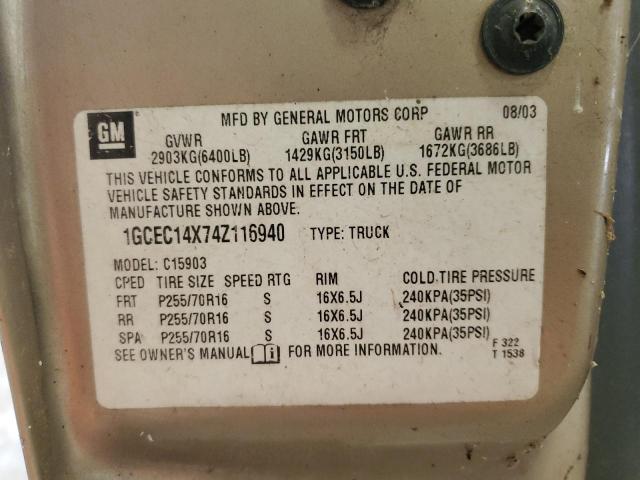 MFD BY GENERAL MOTORS CORP 08/03
GM
GVWR GAWR FRT GAWR RR
2903KG(6400LB) 1429KG(3150LB) 1672KG(3686LB)
THIS VEHICLE CONFORMS TO ALL APPLICABLE U.S. FEDERAL MOTOR
VEHICLE SAFETY STANDARDS IN EFFECT ON THE DATE OF
MANUFACTURE SHOWN ABOVE.
1GCEC14X74Z116940 TYPE: TRUCK
MODEL: C15903
CPED TIRE SIZE SPEED RTG RIM COLD TIRE PRESSURE
FRT P255/70R16 S 16X6.5J 240KPA(35PSI)
RR P255/70R16 S 16X6.5J 240KPA(35PSI)
SPA P255/70R16 S 16X6.5J 240KPA(35PSI)
SEE OWNER'S MANUAL FOR MORE INFORMATION.
F 322
T 1538